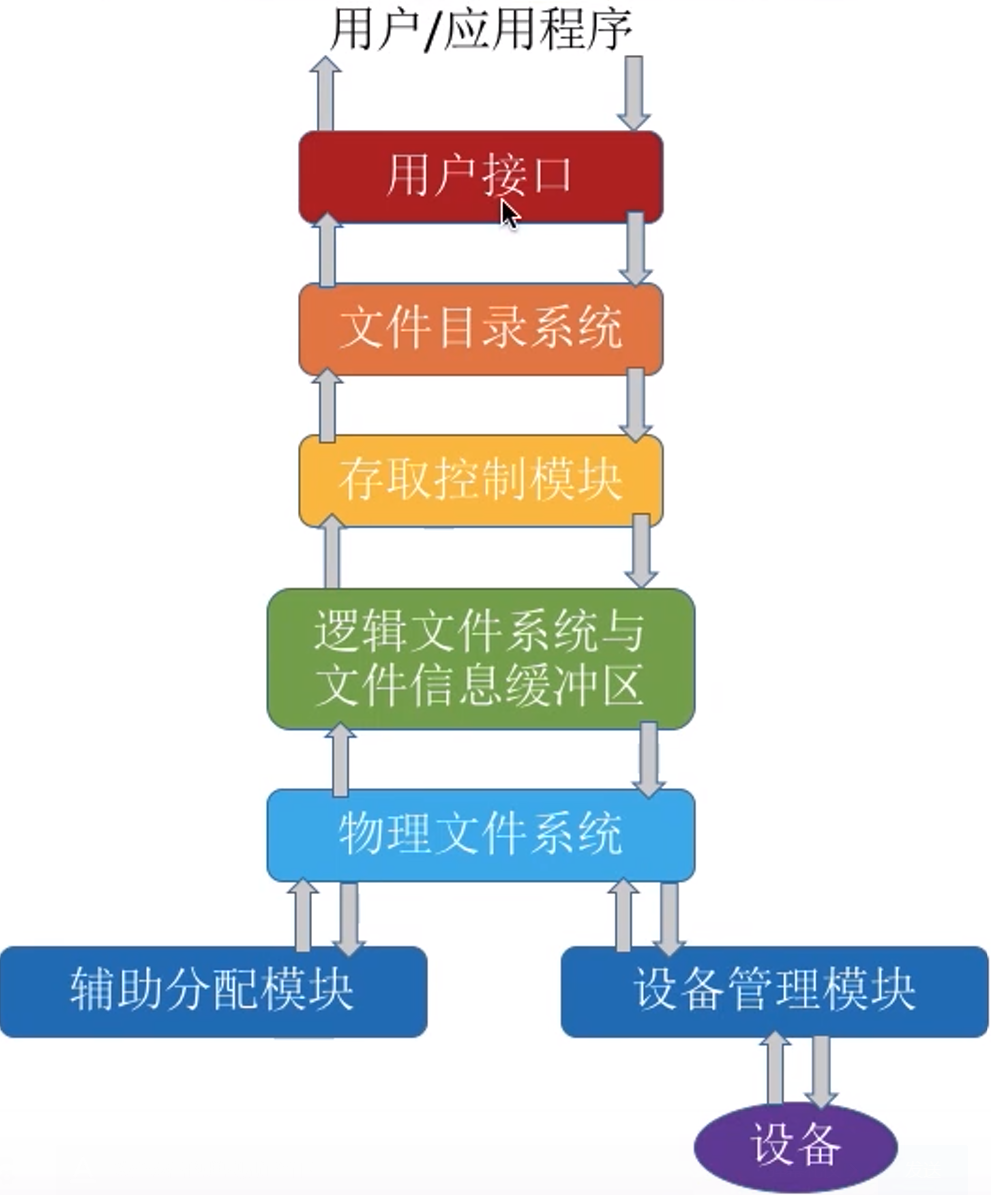 用户/应用程序
用户接口
文件目录系统
存取控制模块
逻辑文件系统与
文件信息缓冲区
物理文件系统
辅助分配模块
设备管理模块
设备